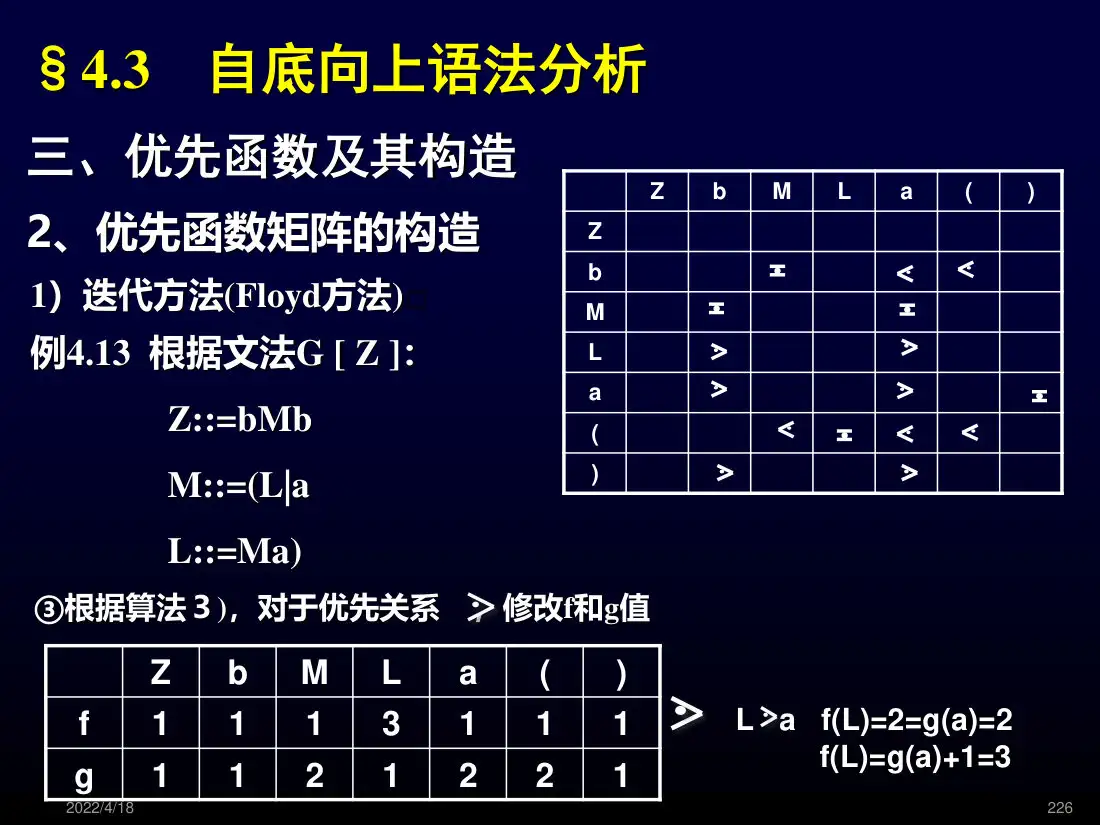 §4.3 自底向上语法分析
三、优先函数及其构造
2、优先函数矩阵的构造
1）迭代方法(Floyd方法)
例4.13 根据文法G [ Z ]：
Z::=bMb
M::=(L|a
L::=Ma)
Z b M L a ( )
Z
b ≖ ⋖ ⋖
M ≖ ≖
L ⋗ ⋗
a ⋗ ⋗ ≖
( ⋖ ≖ ⋖ ⋖
) ⋗ ⋗
③根据算法３)，对于优先关系 ⋗ 修改f和g值
Z b M L a ( )
f 1 1 1 3 1 1 1
g 1 1 2 1 2 2 1
⋗ L⋗a f(L)=2=g(a)=2
f(L)=g(a)+1=3
2022/4/18
226